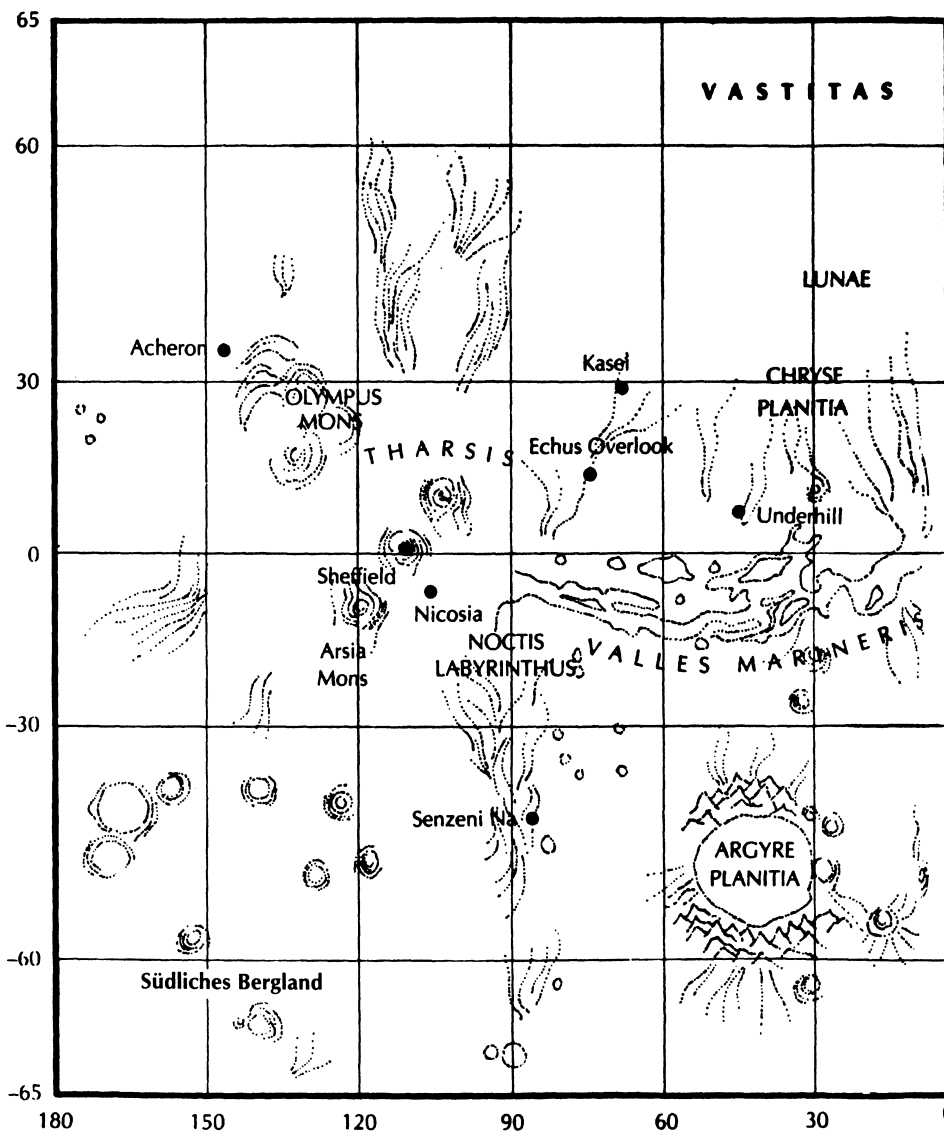 65
VASTITAS
60
LUNAE
Acheron
Kasei
30
OLYMPUS
MONS
CHRYSE
PLANITIA
THARSIS
Echus Overlook
Underhill
0
Sheffield
Nicosia
Arsia
Mons
NOCTIS
LABYRINTHUS
VALLES MARINERIS
-30
Senzeni Na
ARGYRE
PLANITIA
-60
Südliches Bergland
-65
180 150 120 90 60 30